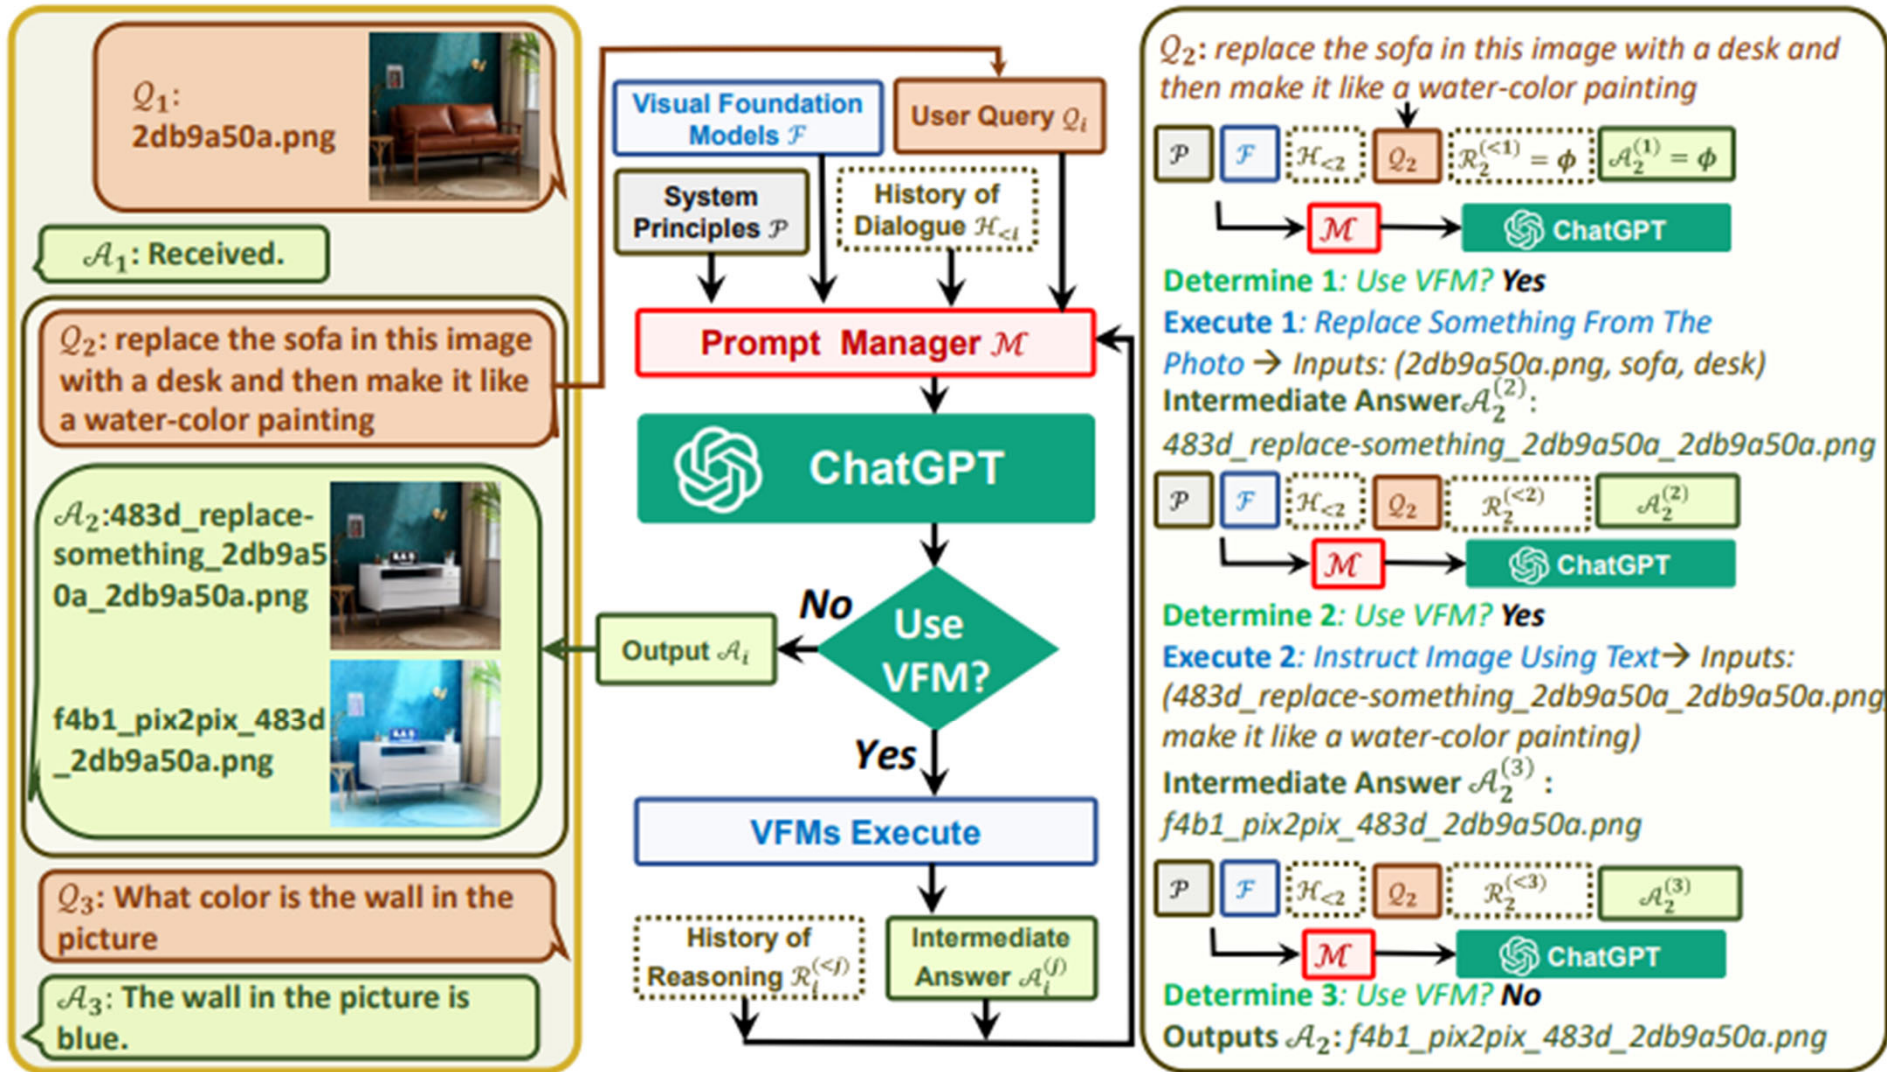 𝒬₁:
2db9a50a.png
𝒜₁: Received.
𝒬₂: replace the sofa in this image
with a desk and then make it like
a water-color painting
𝒜₂:483d_replace-
something_2db9a5
0a_2db9a50a.png
f4b1_pix2pix_483d
_2db9a50a.png
𝒬₃: What color is the wall in the
picture
𝒜₃: The wall in the picture is
blue.
Visual Foundation
Models ℱ
User Query 𝒬ᵢ
System
Principles 𝒫
History of
Dialogue ℋ<i
Prompt Manager ℳ
ChatGPT
Use
VFM?
No
Output 𝒜ᵢ
Yes
VFMs Execute
History of
Reasoning ℛᵢ^(<j)
Intermediate
Answer 𝒜ᵢ^(j)
𝒬₂: replace the sofa in this image with a desk and
then make it like a water-color painting
𝒫 ℱ ℋ<2 𝒬₂ ℛ₂^(<1) = ϕ 𝒜₂^(1) = ϕ
ℳ ChatGPT
Determine 1: Use VFM? Yes
Execute 1: Replace Something From The
Photo → Inputs: (2db9a50a.png, sofa, desk)
Intermediate Answer 𝒜₂^(2):
483d_replace-something_2db9a50a_2db9a50a.png
𝒫 ℱ ℋ<2 𝒬₂ ℛ₂^(<2) 𝒜₂^(2)
ℳ ChatGPT
Determine 2: Use VFM? Yes
Execute 2: Instruct Image Using Text→ Inputs:
(483d_replace-something_2db9a50a_2db9a50a.png,
make it like a water-color painting)
Intermediate Answer 𝒜₂^(3) :
f4b1_pix2pix_483d_2db9a50a.png
𝒫 ℱ ℋ<2 𝒬₂ ℛ₂^(<3) 𝒜₂^(3)
ℳ ChatGPT
Determine 3: Use VFM? No
Outputs 𝒜₂: f4b1_pix2pix_483d_2db9a50a.png